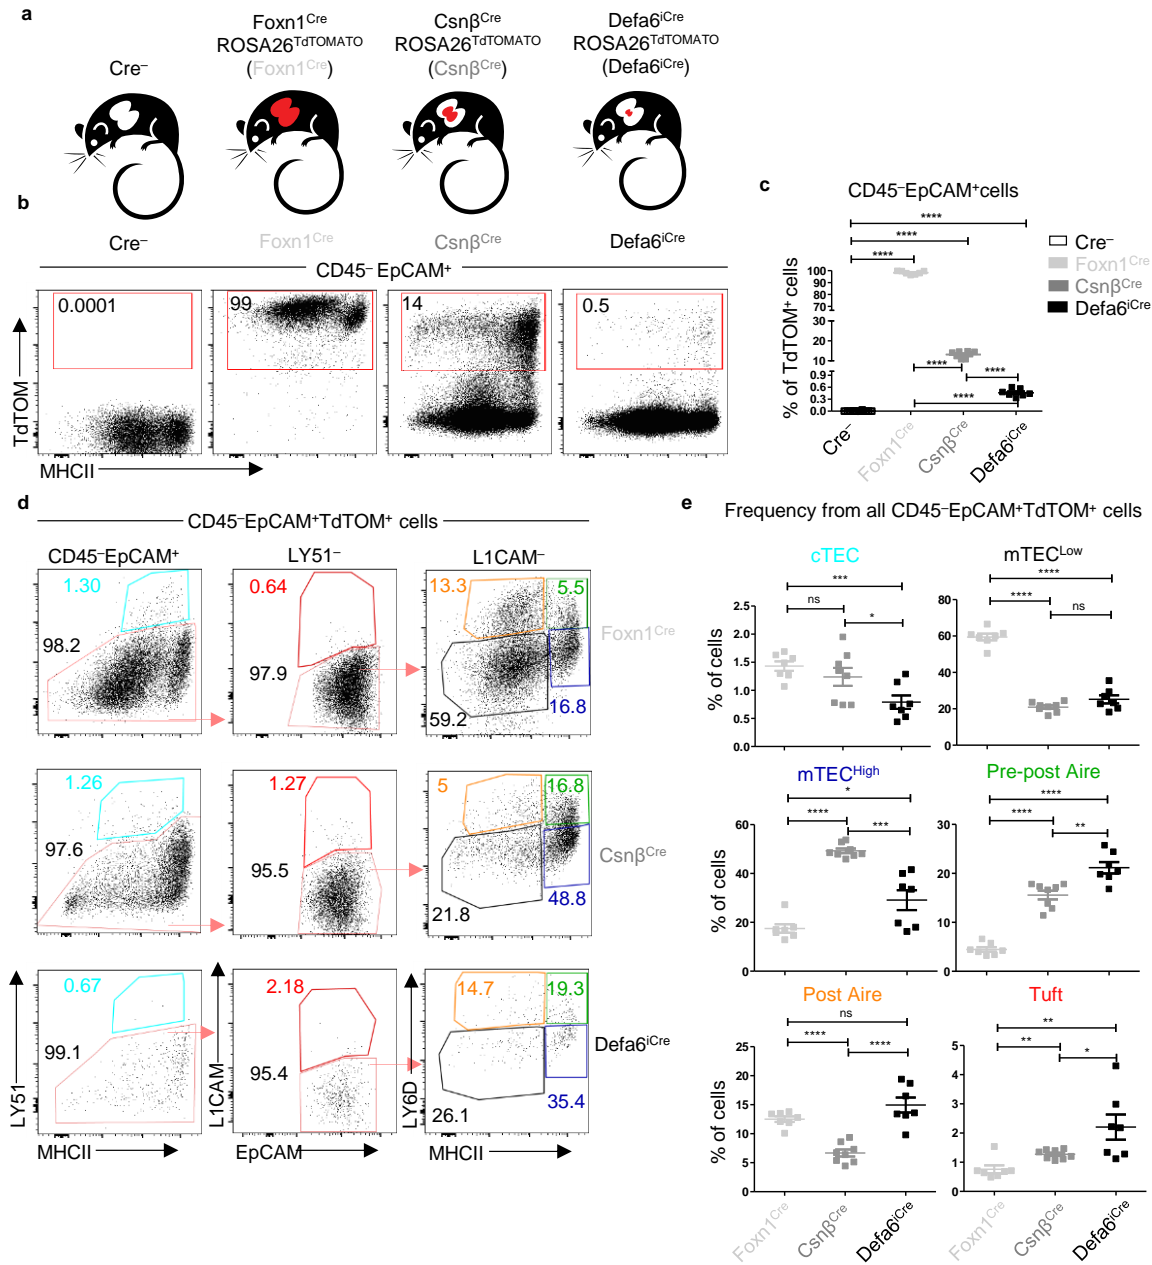 a
Cre⁻
Foxn1ᶜʳᵉ
ROSA26ᵀᵈᵀᴼᴹᴬᵀᴼ
(Foxn1ᶜʳᵉ)
Csnβᶜʳᵉ
ROSA26ᵀᵈᵀᴼᴹᴬᵀᴼ
(Csnβᶜʳᵉ)
Defa6ⁱᶜʳᵉ
ROSA26ᵀᵈᵀᴼᴹᴬᵀᴼ
(Defa6ⁱᶜʳᵉ)
b
Cre⁻
Foxn1ᶜʳᵉ
Csnβᶜʳᵉ
Defa6ⁱᶜʳᵉ
CD45⁻ EpCAM⁺
0.0001
99
14
0.5
TdTOM
MHCII
c
CD45⁻EpCAM⁺cells
****
****
****
****
****
****
% of TdTOM⁺ cells
100
90
80
70
30
20
10
0.9
0.6
0.3
0.0
Cre⁻
Foxn1ᶜʳᵉ
Csnβᶜʳᵉ
Defa6ⁱᶜʳᵉ
Cre⁻
Foxn1ᶜʳᵉ
Csnβᶜʳᵉ
Defa6ⁱᶜʳᵉ
d
CD45⁻EpCAM⁺TdTOM⁺ cells
CD45⁻EpCAM⁺
LY51⁻
L1CAM⁻
1.30
98.2
0.64
97.9
13.3
5.5
59.2
16.8
Foxn1ᶜʳᵉ
1.26
97.6
1.27
95.5
5
16.8
21.8
48.8
Csnβᶜʳᵉ
0.67
99.1
2.18
95.4
14.7
19.3
26.1
35.4
Defa6ⁱᶜʳᵉ
LY51
MHCII
L1CAM
EpCAM
LY6D
MHCII
e
Frequency from all CD45⁻EpCAM⁺TdTOM⁺ cells
cTEC
***
ns
*
% of cells
2.5
2.0
1.5
1.0
0.5
0.0
mTECᴸᵒʷ
****
****
ns
80
60
40
20
0
mTECᴴⁱᵍʰ
*
****
***
% of cells
60
40
20
0
Pre-post Aire
****
****
**
30
20
10
0
Post Aire
ns
****
****
% of cells
25
20
15
10
5
0
Foxn1ᶜʳᵉ
Csnβᶜʳᵉ
Defa6ⁱᶜʳᵉ
Tuft
**
**
*
5
4
3
2
1
0
Foxn1ᶜʳᵉ
Csnβᶜʳᵉ
Defa6ⁱᶜʳᵉ